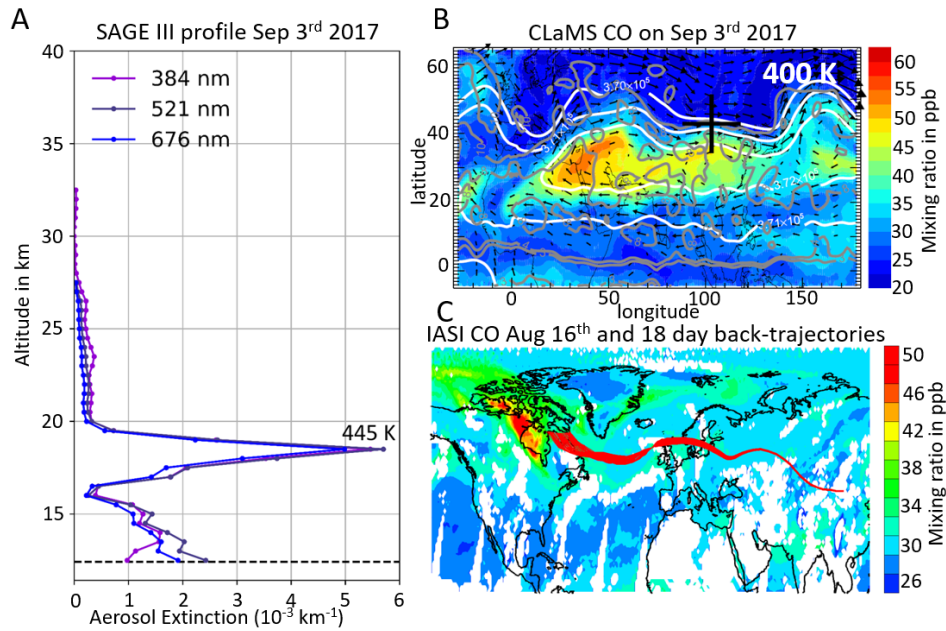 A
SAGE III profile Sep 3rd 2017
40
35
30
25
20
15
Altitude in km
384 nm
521 nm
676 nm
445 K
0 1 2 3 4 5 6
Aerosol Extinction (10-3 km-1)
B
CLaMS CO on Sep 3rd 2017
400 K
3.70×10⁵
3.72×10⁵
3.71×10⁵
60
40
20
0
latitude
0 50 100 150
longitude
60
55
50
45
40
35
30
25
20
Mixing ratio in ppb
C
IASI CO Aug 16th and 18 day back-trajectories
50
46
42
38
34
30
26
Mixing ratio in ppb